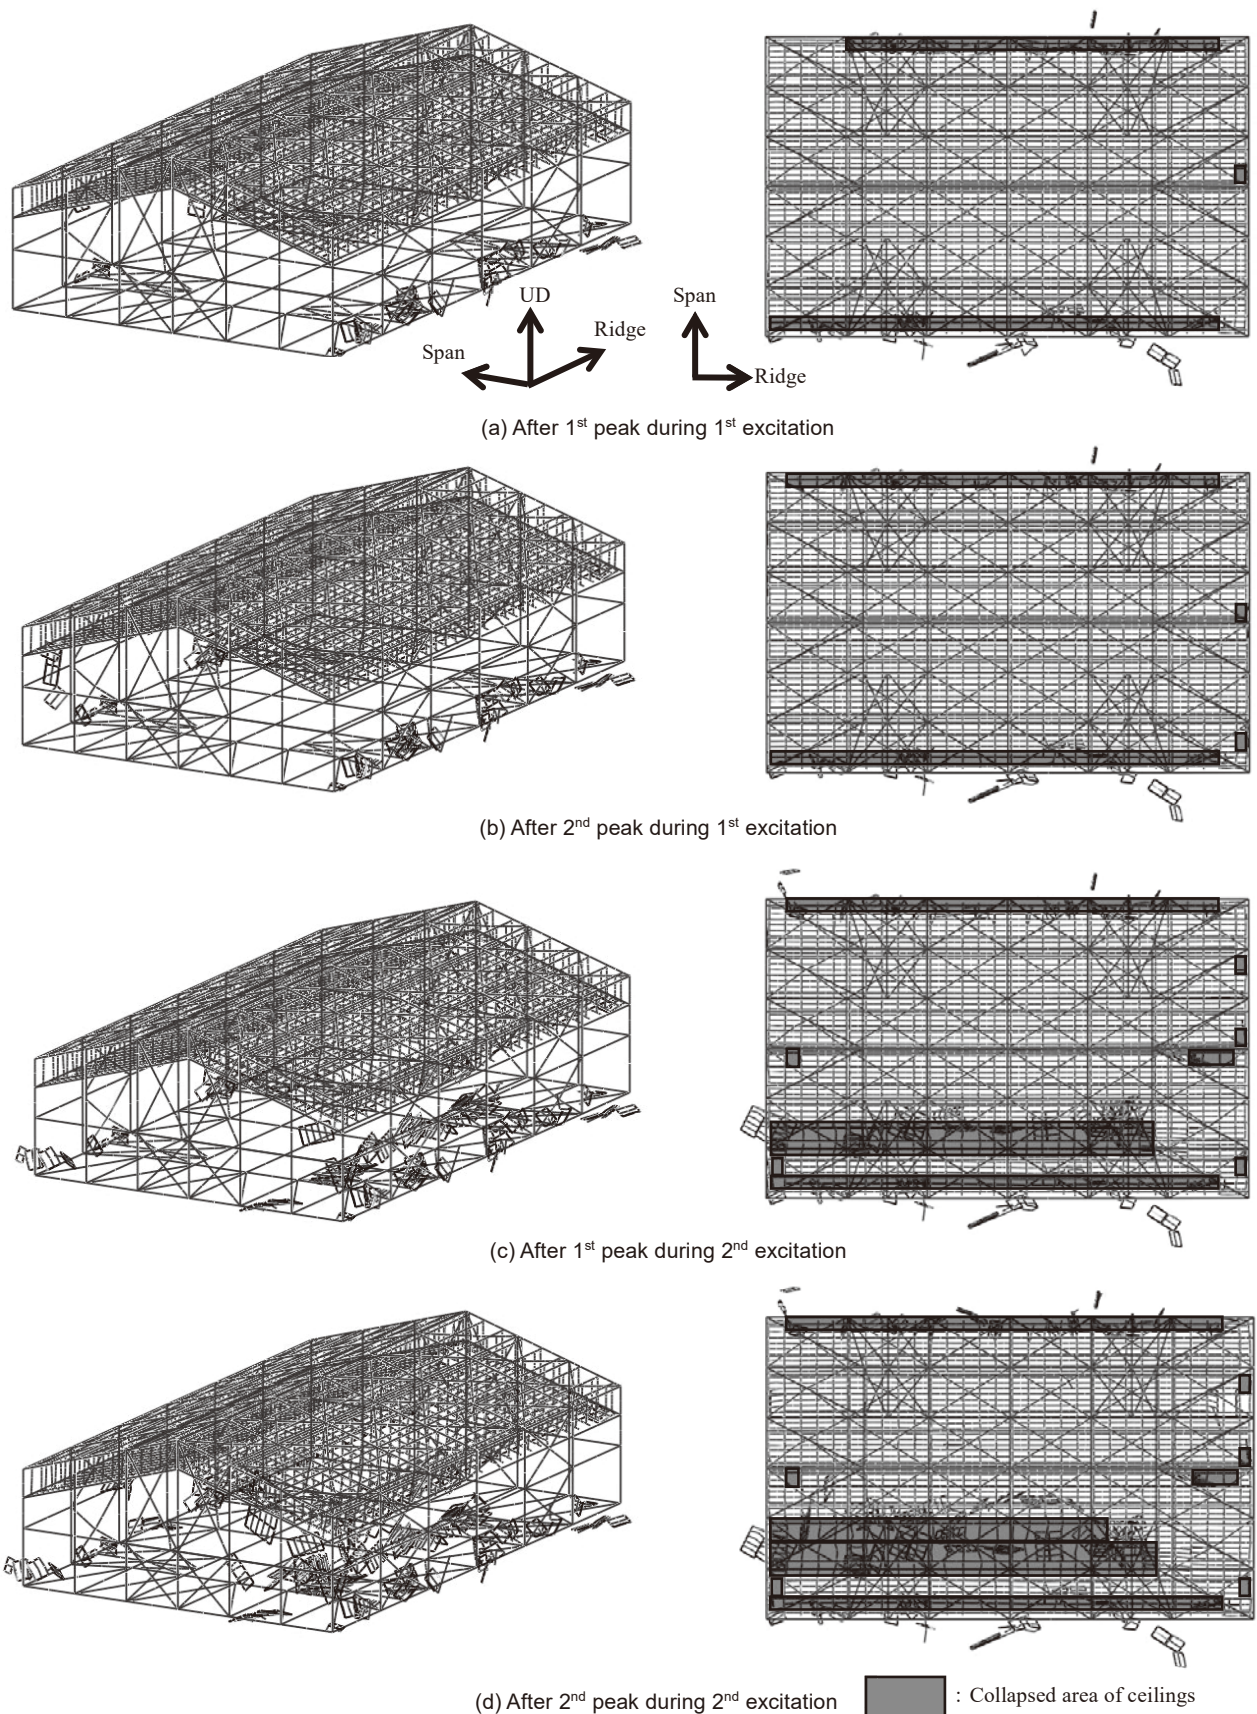 UD
Span
Ridge
Span
Ridge
(a) After 1st peak during 1st excitation
(b) After 2nd peak during 1st excitation
(c) After 1st peak during 2nd excitation
(d) After 2nd peak during 2nd excitation
: Collapsed area of ceilings